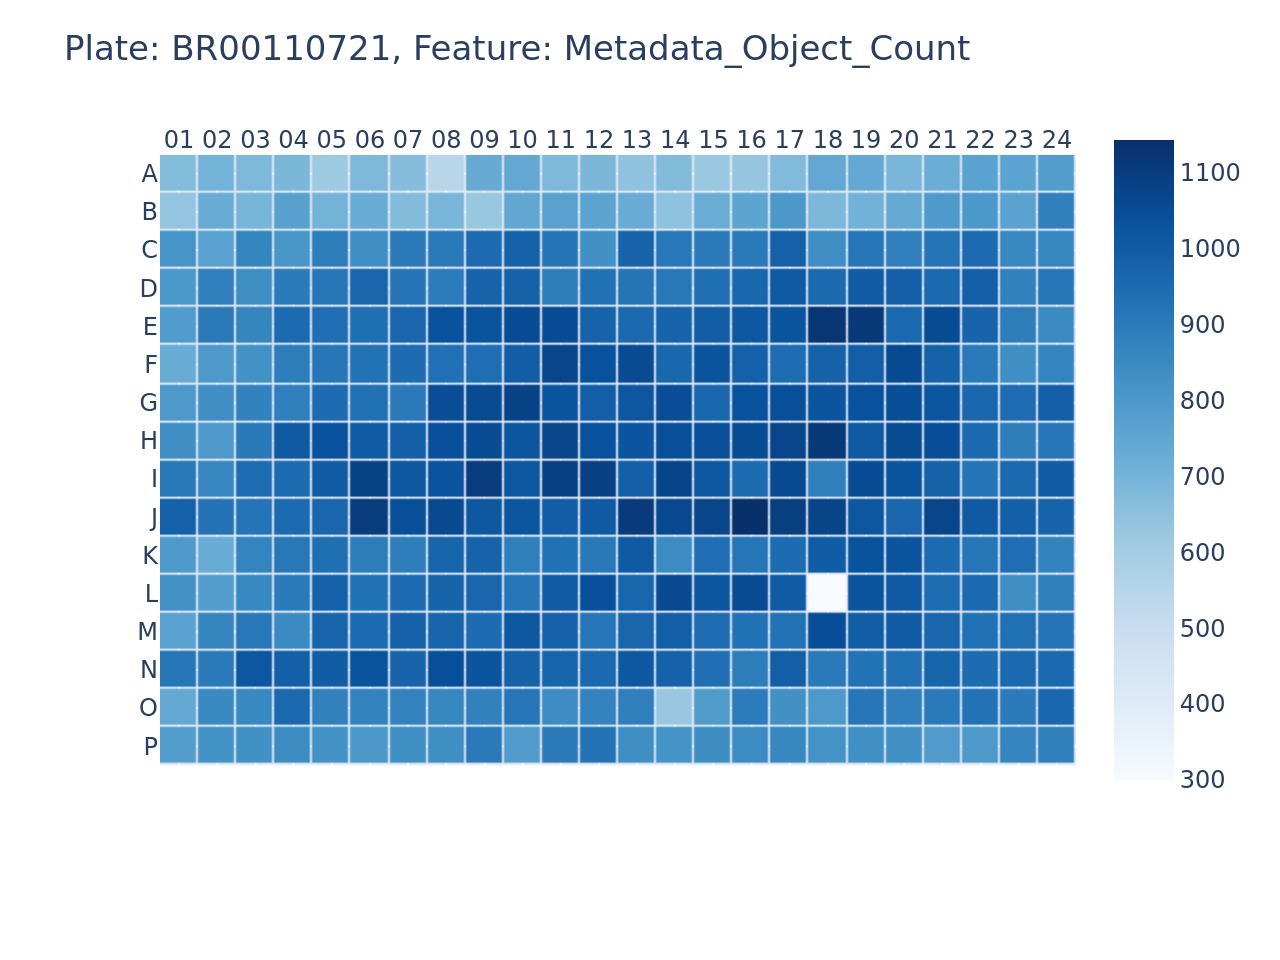 Plate: BR00110721, Feature: Metadata_Object_Count
01 02 03 04 05 06 07 08 09 10 11 12 13 14 15 16 17 18 19 20 21 22 23 24
A
B
C
D
E
F
G
H
I
J
K
L
M
N
O
P
1100
1000
900
800
700
600
500
400
300